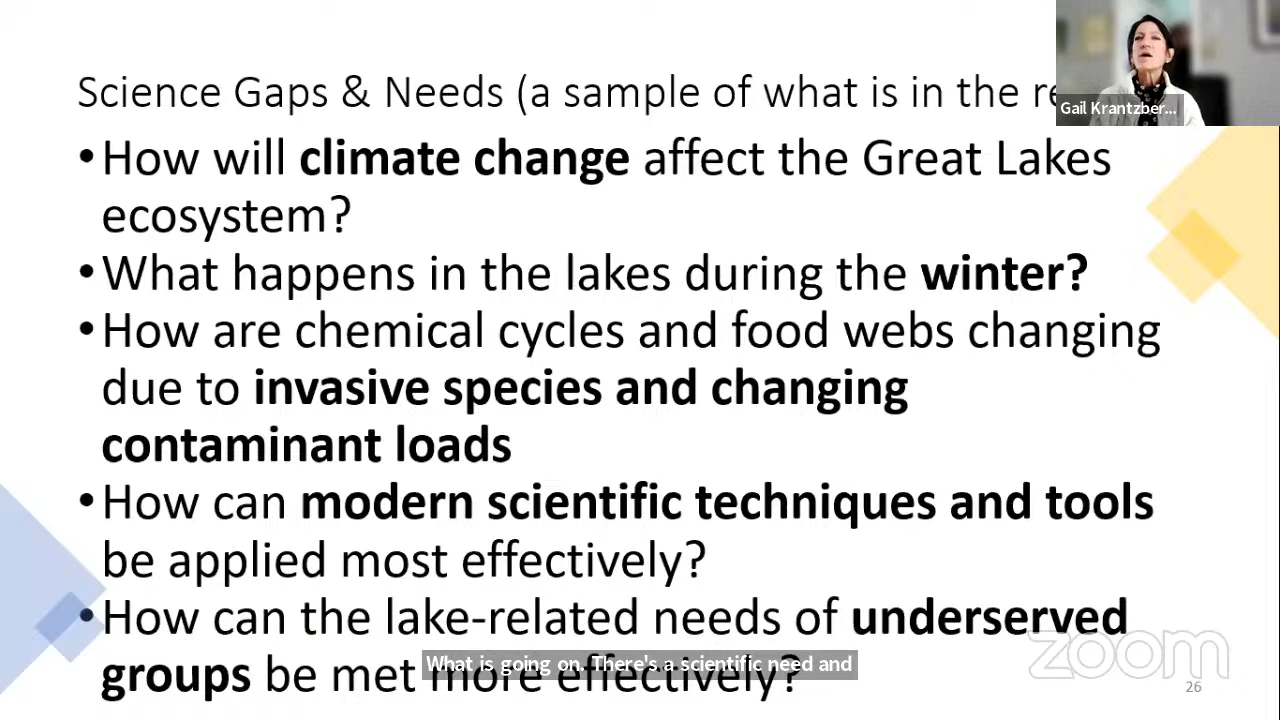 Science Gaps & Needs (a sample of what is in the re
Gail Krantzber...
•How will climate change affect the Great Lakes
ecosystem?
•What happens in the lakes during the winter?
•How are chemical cycles and food webs changing
due to invasive species and changing
contaminant loads
•How can modern scientific techniques and tools
be applied most effectively?
•How can the lake-related needs of underserved
groups be met more effectively?
What is going on. There's a scientific need and
zoom
26